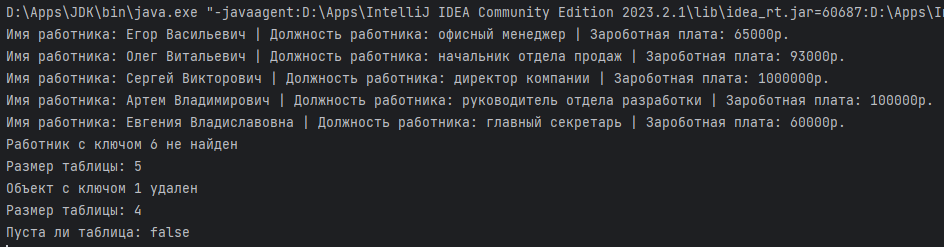 D:\Apps\JDK\bin\java.exe "-javaagent:D:\Apps\IntelliJ IDEA Community Edition 2023.2.1\lib\idea_rt.jar=60687:D:\Apps\In
Имя работника: Егор Васильевич | Должность работника: офисный менеджер | Зароботная плата: 65000р.
Имя работника: Олег Витальевич | Должность работника: начальник отдела продаж | Зароботная плата: 93000р.
Имя работника: Сергей Викторович | Должность работника: директор компании | Зароботная плата: 1000000р.
Имя работника: Артем Владимирович | Должность работника: руководитель отдела разработки | Зароботная плата: 100000р.
Имя работника: Евгения Владиславовна | Должность работника: главный секретарь | Зароботная плата: 60000р.
Работник с ключом 6 не найден
Размер таблицы: 5
Объект с ключом 1 удален
Размер таблицы: 4
Пуста ли таблица: false